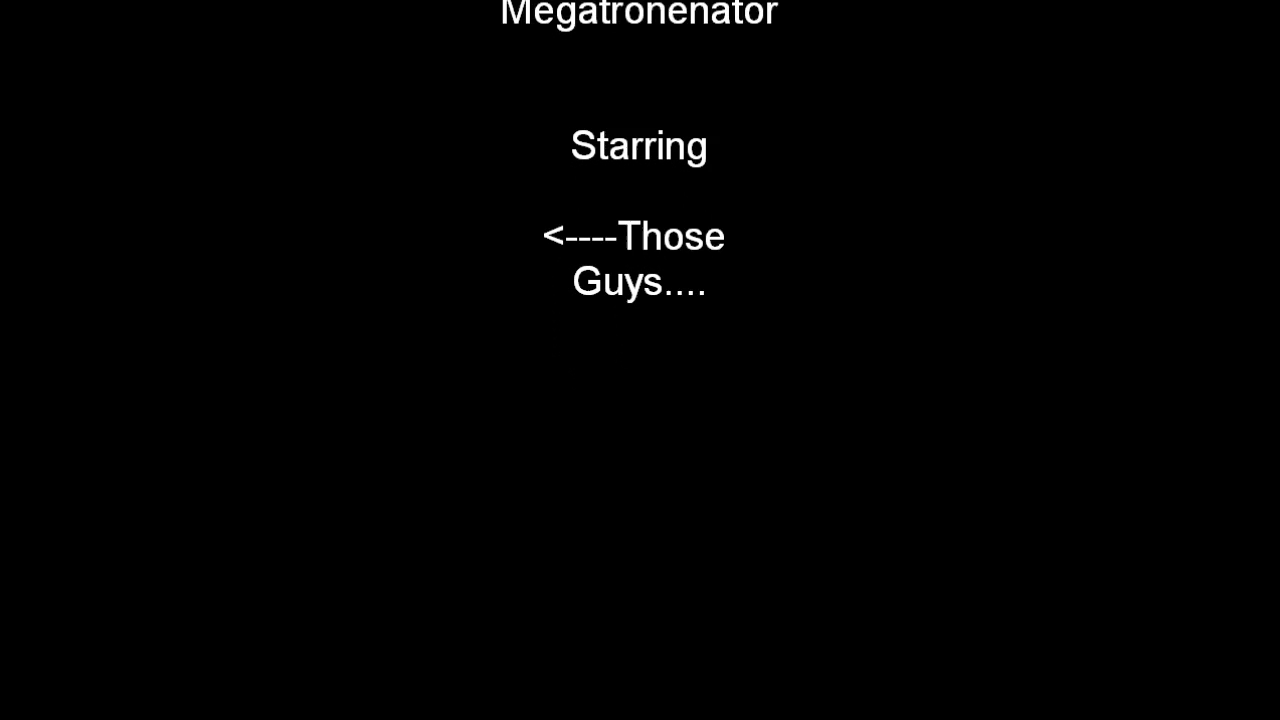 Megatronenator
Starring
<----Those
Guys....